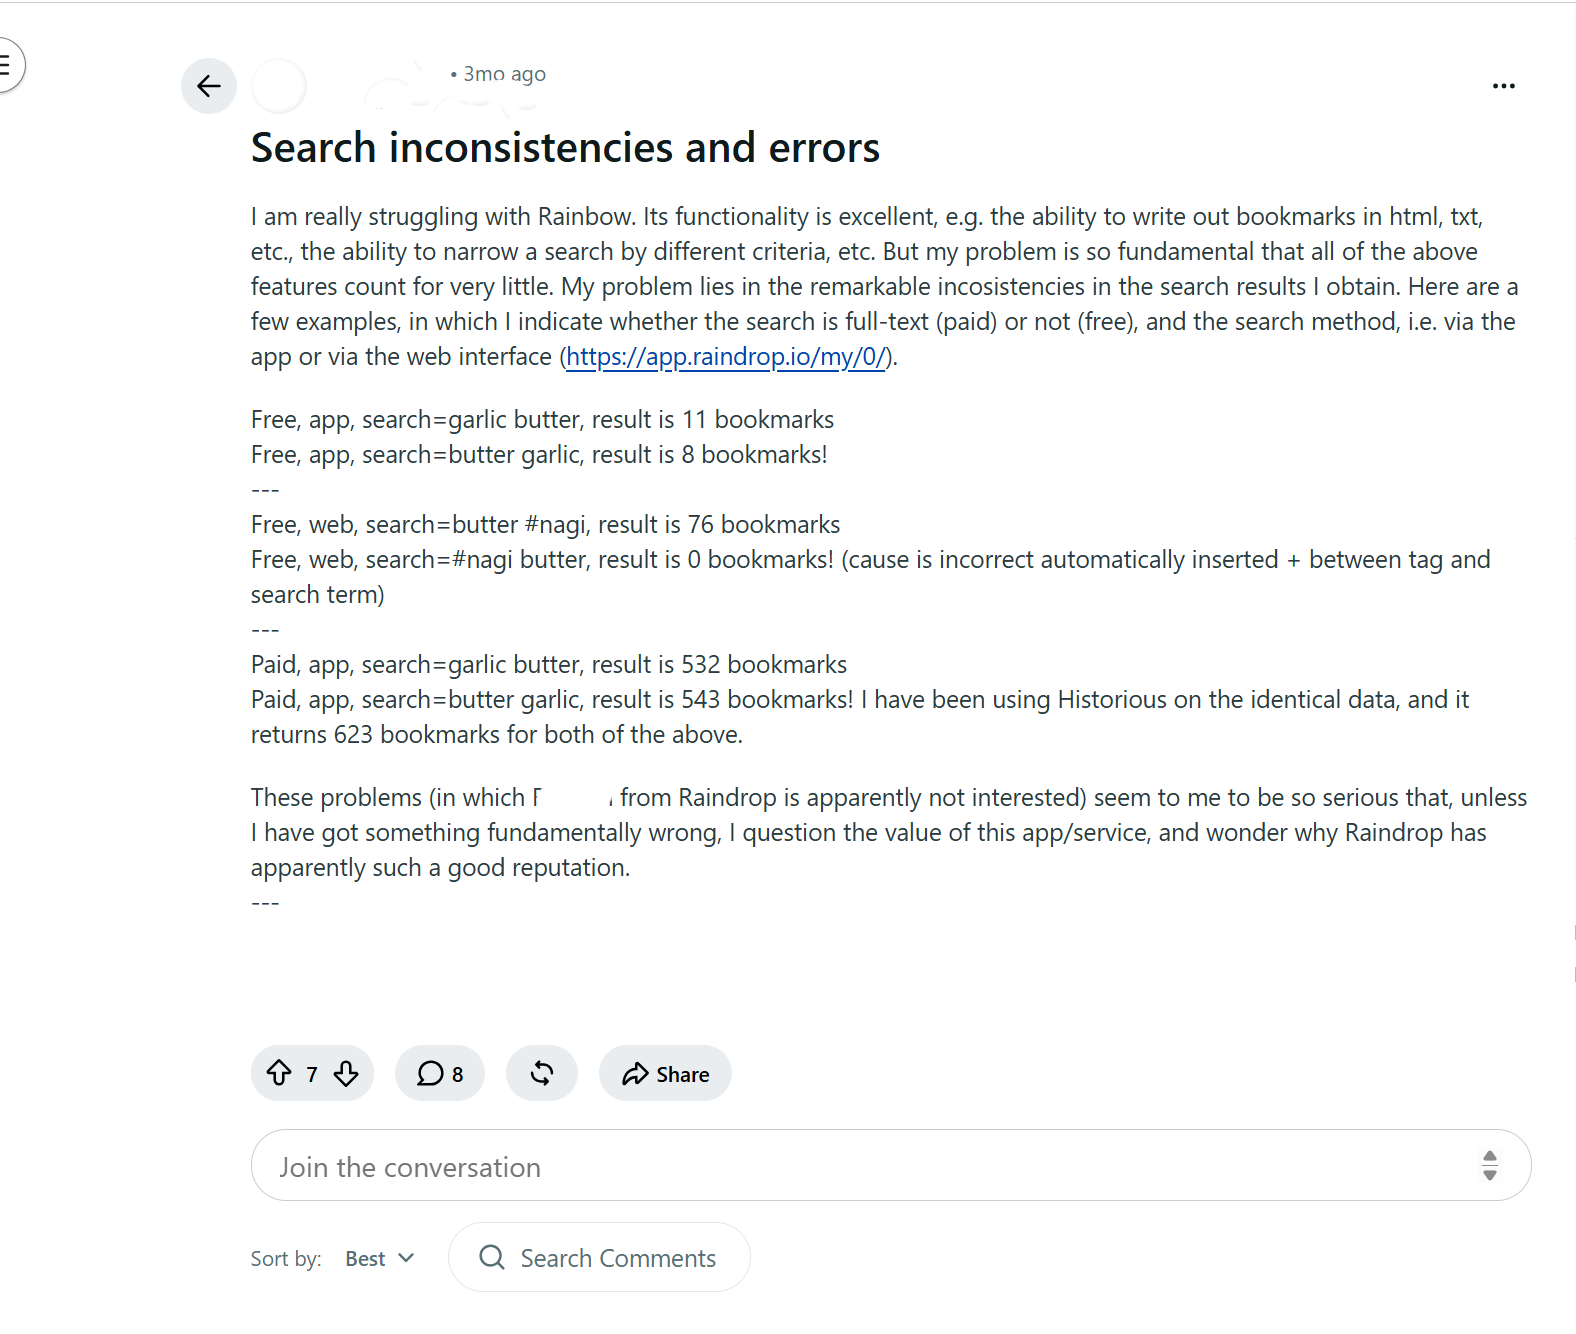 • 3mo ago
Search inconsistencies and errors
I am really struggling with Rainbow. Its functionality is excellent, e.g. the ability to write out bookmarks in html, txt,
etc., the ability to narrow a search by different criteria, etc. But my problem is so fundamental that all of the above
features count for very little. My problem lies in the remarkable incosistencies in the search results I obtain. Here are a
few examples, in which I indicate whether the search is full-text (paid) or not (free), and the search method, i.e. via the
app or via the web interface (https://app.raindrop.io/my/0/).
Free, app, search=garlic butter, result is 11 bookmarks
Free, app, search=butter garlic, result is 8 bookmarks!
---
Free, web, search=butter #nagi, result is 76 bookmarks
Free, web, search=#nagi butter, result is 0 bookmarks! (cause is incorrect automatically inserted + between tag and
search term)
---
Paid, app, search=garlic butter, result is 532 bookmarks
Paid, app, search=butter garlic, result is 543 bookmarks! I have been using Historious on the identical data, and it
returns 623 bookmarks for both of the above.
These problems (in which from Raindrop is apparently not interested) seem to me to be so serious that, unless
I have got something fundamentally wrong, I question the value of this app/service, and wonder why Raindrop has
apparently such a good reputation.
---
7 8 Share
Join the conversation
Sort by: Best Search Comments